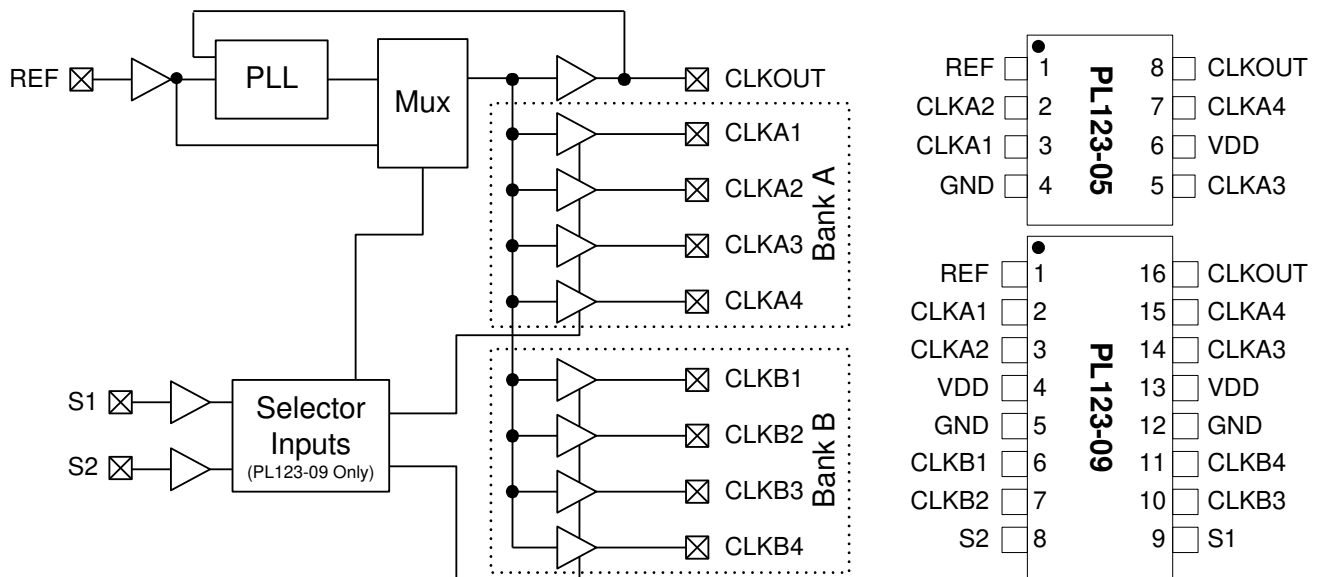 REF
PLL
Mux
CLKOUT
CLKA1
CLKA2
CLKA3
CLKA4
Bank A
S1
S2
Selector
Inputs
(PL123-09 Only)
CLKB1
CLKB2
CLKB3
CLKB4
Bank B
PL123-05
REF 1 8 CLKOUT
CLKA2 2 7 CLKA4
CLKA1 3 6 VDD
GND 4 5 CLKA3
PL123-09
REF 1 16 CLKOUT
CLKA1 2 15 CLKA4
CLKA2 3 14 CLKA3
VDD 4 13 VDD
GND 5 12 GND
CLKB1 6 11 CLKB4
CLKB2 7 10 CLKB3
S2 8 9 S1